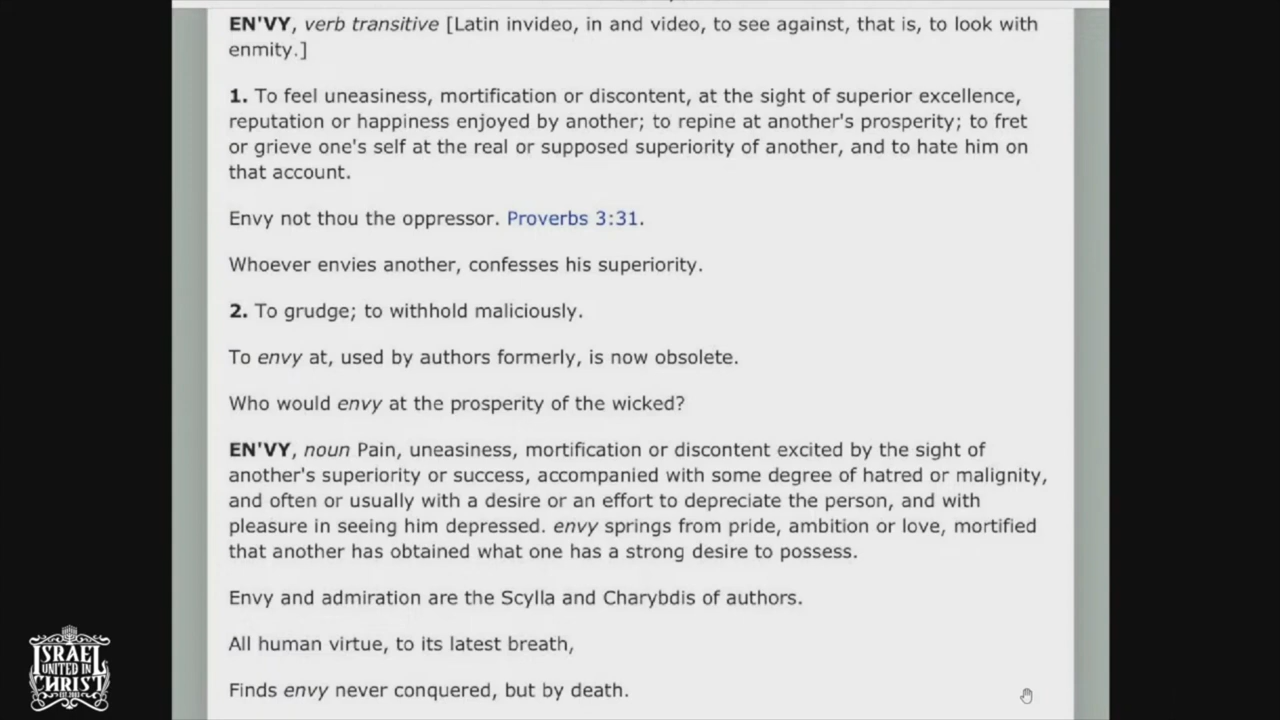 EN'VY, verb transitive [Latin invideo, in and video, to see against, that is, to look with
enmity.]
1. To feel uneasiness, mortification or discontent, at the sight of superior excellence,
reputation or happiness enjoyed by another; to repine at another's prosperity; to fret
or grieve one's self at the real or supposed superiority of another, and to hate him on
that account.
Envy not thou the oppressor. Proverbs 3:31.
Whoever envies another, confesses his superiority.
2. To grudge; to withhold maliciously.
To envy at, used by authors formerly, is now obsolete.
Who would envy at the prosperity of the wicked?
EN'VY, noun Pain, uneasiness, mortification or discontent excited by the sight of
another's superiority or success, accompanied with some degree of hatred or malignity,
and often or usually with a desire or an effort to depreciate the person, and with
pleasure in seeing him depressed. envy springs from pride, ambition or love, mortified
that another has obtained what one has a strong desire to possess.
Envy and admiration are the Scylla and Charybdis of authors.
All human virtue, to its latest breath,
Finds envy never conquered, but by death.
ISRAEL
UNITED IN
CHRIST
EST. 2003